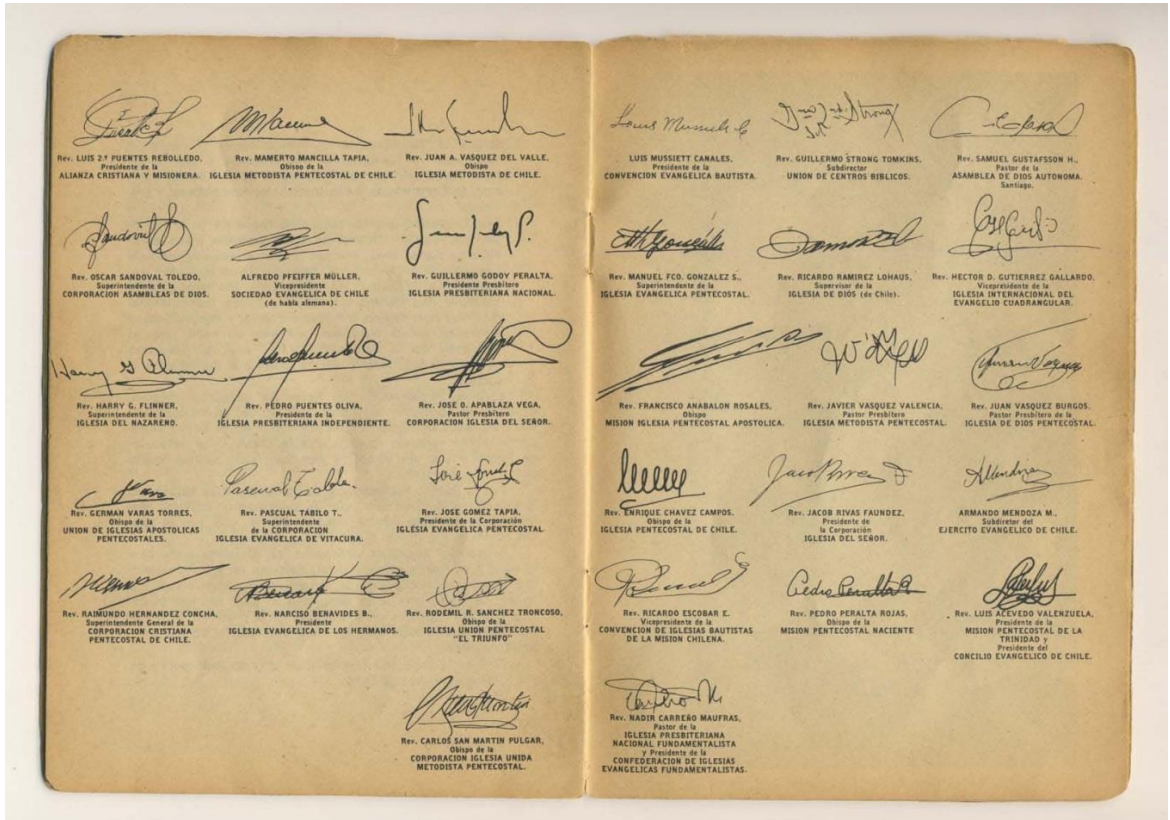 Rev. LUIS 2.º PUENTES REBOLLEDO,
Presidente de la
ALIANZA CRISTIANA Y MISIONERA.
Rev. MAMERTO MANCILLA TAPIA,
Obispo de la
IGLESIA METODISTA PENTECOSTAL DE CHILE.
Rev. JUAN A. VASQUEZ DEL VALLE,
Obispo
IGLESIA METODISTA DE CHILE.
Rev. OSCAR SANDOVAL TOLEDO,
Superintendente de la
CORPORACION ASAMBLEAS DE DIOS.
ALFREDO PFEIFFER MÜLLER,
Vicepresidente
SOCIEDAD EVANGELICA DE CHILE
(de habla alemana).
Rev. GUILLERMO GODOY PERALTA,
Presidente Presbítero
IGLESIA PRESBITERIANA NACIONAL.
Harry G Flinner
Rev. HARRY G. FLINNER,
Superintendente de la
IGLESIA DEL NAZARENO.
Rev. PEDRO PUENTES OLIVA,
Presidente de la
IGLESIA PRESBITERIANA INDEPENDIENTE.
Rev. JOSE O. APABLAZA VEGA,
Pastor Presbítero
CORPORACION IGLESIA DEL SEÑOR.
Rev. GERMAN VARAS TORRES,
Obispo de la
UNION DE IGLESIAS APOSTOLICAS
PENTECOSTALES.
Rev. PASCUAL TABILO T.,
Superintendente
de la CORPORACION
IGLESIA EVANGELICA DE VITACURA.
Rev. JOSE GOMEZ TAPIA,
Presidente de la Corporación
IGLESIA EVANGELICA PENTECOSTAL
Rev. RAIMUNDO HERNANDEZ CONCHA,
Superintendente General de la
CORPORACION CRISTIANA
PENTECOSTAL DE CHILE.
Rev. NARCISO BENAVIDES B.,
Presidente
IGLESIA EVANGELICA DE LOS HERMANOS.
Rev. RODEMIL R. SANCHEZ TRONCOSO,
Obispo de la
IGLESIA UNION PENTECOSTAL
"EL TRIUNFO"
Rev. CARLOS SAN MARTIN PULGAR,
Obispo de la
CORPORACION IGLESIA UNIDA
METODISTA PENTECOSTAL.
LUIS MUSSIETT CANALES,
Presidente de la
CONVENCION EVANGELICA BAUTISTA.
Rev. GUILLERMO STRONG TOMKINS,
Subdirector
UNION DE CENTROS BIBLICOS.
Rev. SAMUEL GUSTAFSSON H.,
Pastor de la
ASAMBLEA DE DIOS AUTONOMA.
Santiago.
Rev. MANUEL FCO. GONZALEZ S.,
Superintendente de la
IGLESIA EVANGELICA PENTECOSTAL.
Rev. RICARDO RAMIREZ LOHAUS,
Supervisor de la
IGLESIA DE DIOS (de Chile).
Rev. HECTOR D. GUTIERREZ GALLARDO,
Vicepresidente de la
IGLESIA INTERNACIONAL DEL
EVANGELIO CUADRANGULAR.
Rev. FRANCISCO ANABALON ROSALES,
Obispo
MISION IGLESIA PENTECOSTAL APOSTOLICA.
Rev. JAVIER VASQUEZ VALENCIA,
Pastor Presbítero
IGLESIA METODISTA PENTECOSTAL.
Rev. JUAN VASQUEZ BURGOS,
Pastor Presbítero de la
IGLESIA DE DIOS PENTECOSTAL.
Rev. ENRIQUE CHAVEZ CAMPOS,
Obispo de la
IGLESIA PENTECOSTAL DE CHILE.
Rev. JACOB RIVAS FAUNDEZ,
Presidente de
la Corporación
IGLESIA DEL SEÑOR.
ARMANDO MENDOZA M.,
Subdiretor del
EJERCITO EVANGELICO DE CHILE.
Rev. RICARDO ESCOBAR E.
Vicepresidente de la
CONVENCION DE IGLESIAS BAUTISTAS
DE LA MISION CHILENA.
Rev. PEDRO PERALTA ROJAS,
Obispo de la
MISION PENTECOSTAL NACIENTE
Rev. LUIS ACEVEDO VALENZUELA,
Presidente de la
MISION PENTECOSTAL DE LA
TRINIDAD y
Presidente del
CONCILIO EVANGELICO DE CHILE.
Rev. NADIR CARREÑO MAUFRAS,
Pastor de la
IGLESIA PRESBITERIANA
NACIONAL FUNDAMENTALISTA
y Presidente de la
CONFEDERACION DE IGLESIAS
EVANGELICAS FUNDAMENTALISTAS.